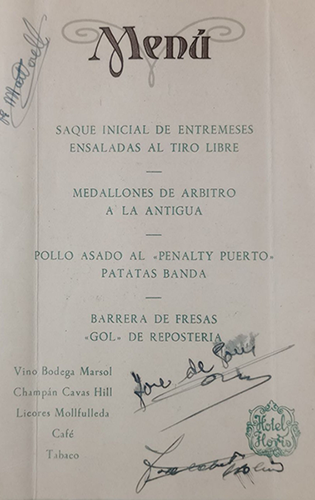 Menú
SAQUE INICIAL DE ENTREMESES
ENSALADAS AL TIRO LIBRE
MEDALLONES DE ARBITRO
A LA ANTIGUA
POLLO ASADO AL «PENALTY PUERTO»
PATATAS BANDA
BARRERA DE FRESAS
«GOL» DE REPOSTERIA
Vino Bodega Marsol
Champán Cavas Hill
Licores Mollfulleda
Café
Tabaco
Hotel